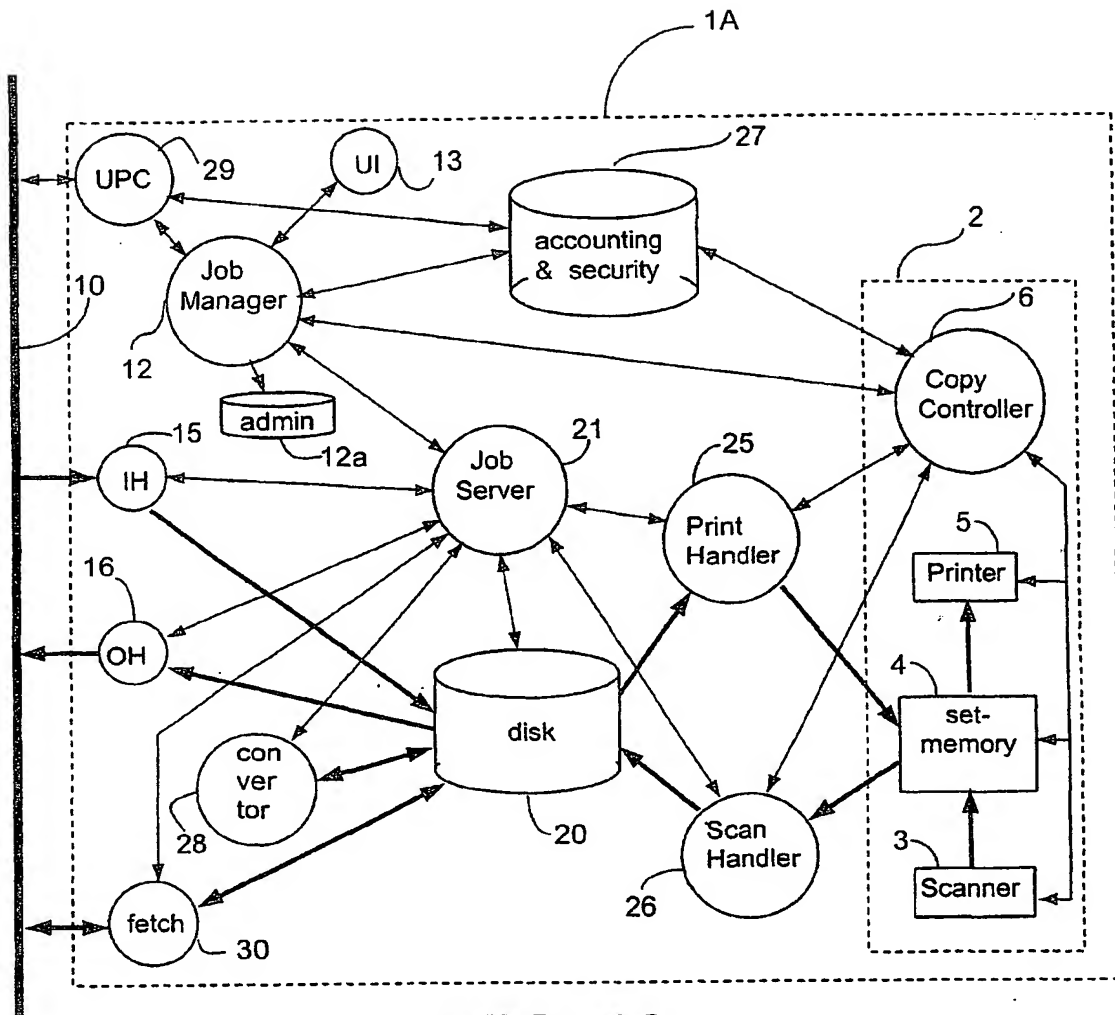 1A
UPC
29
UI
13
27
accounting
& security
2
6
Job
Manager
10
12
Copy
Controller
admin
12a
15
IH
Job
Server
21
25
Print
Handler
5
Printer
16
OH
4
set-
memory
disk
con
ver
tor
28
20
Scan
Handler
26
3
Scanner
fetch
30